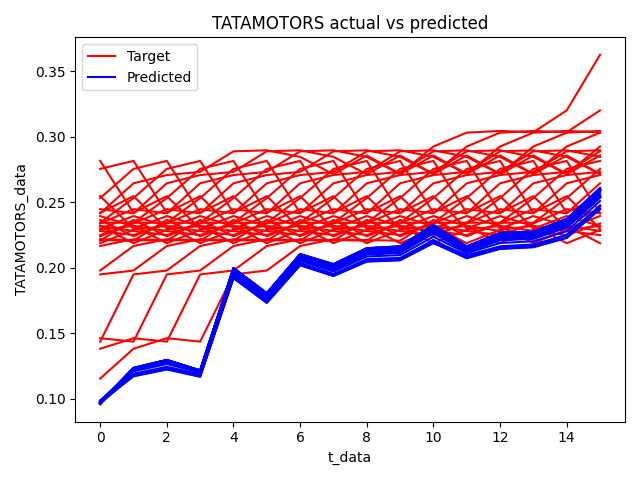 TATAMOTORS actual vs predicted
Target
Predicted
TATAMOTORS_data
0.35
0.30
0.25
0.20
0.15
0.10
0 2 4 6 8 10 12 14
t_data